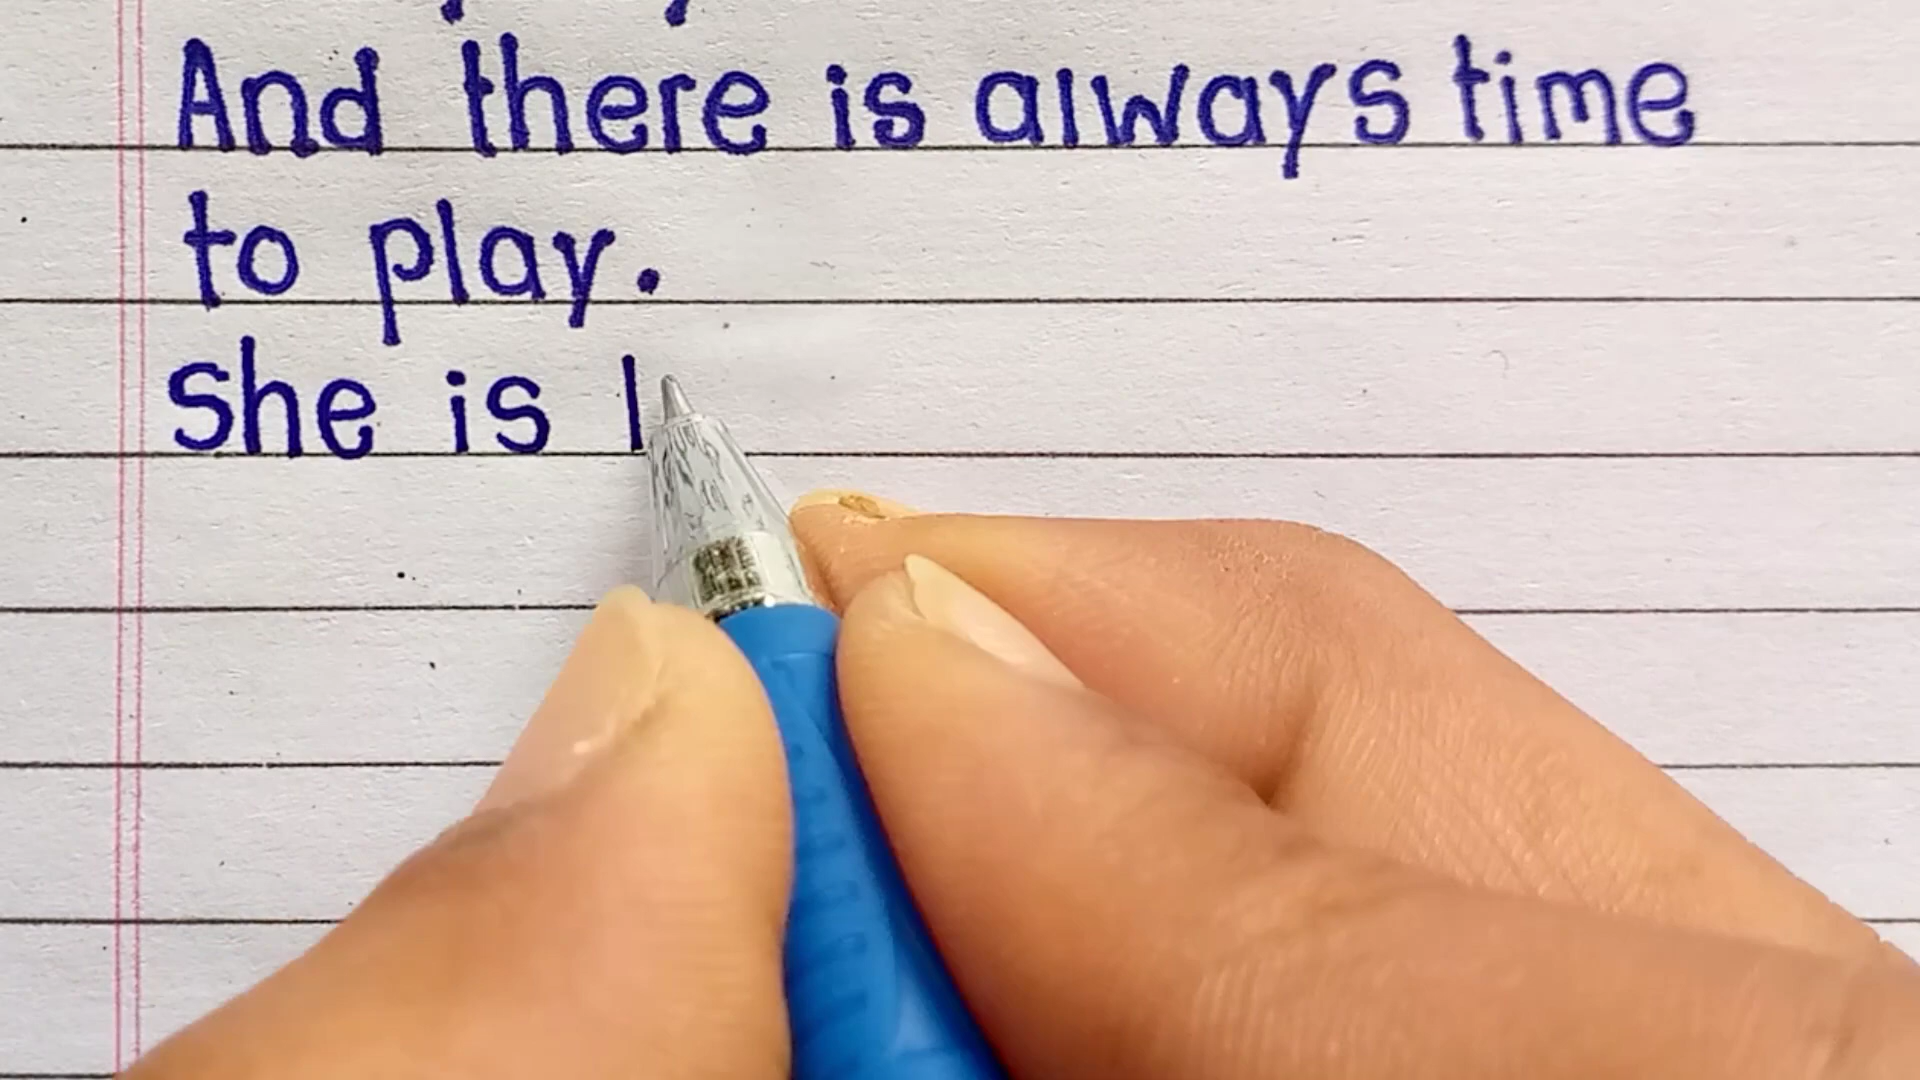 And there is always time
to play.
She is